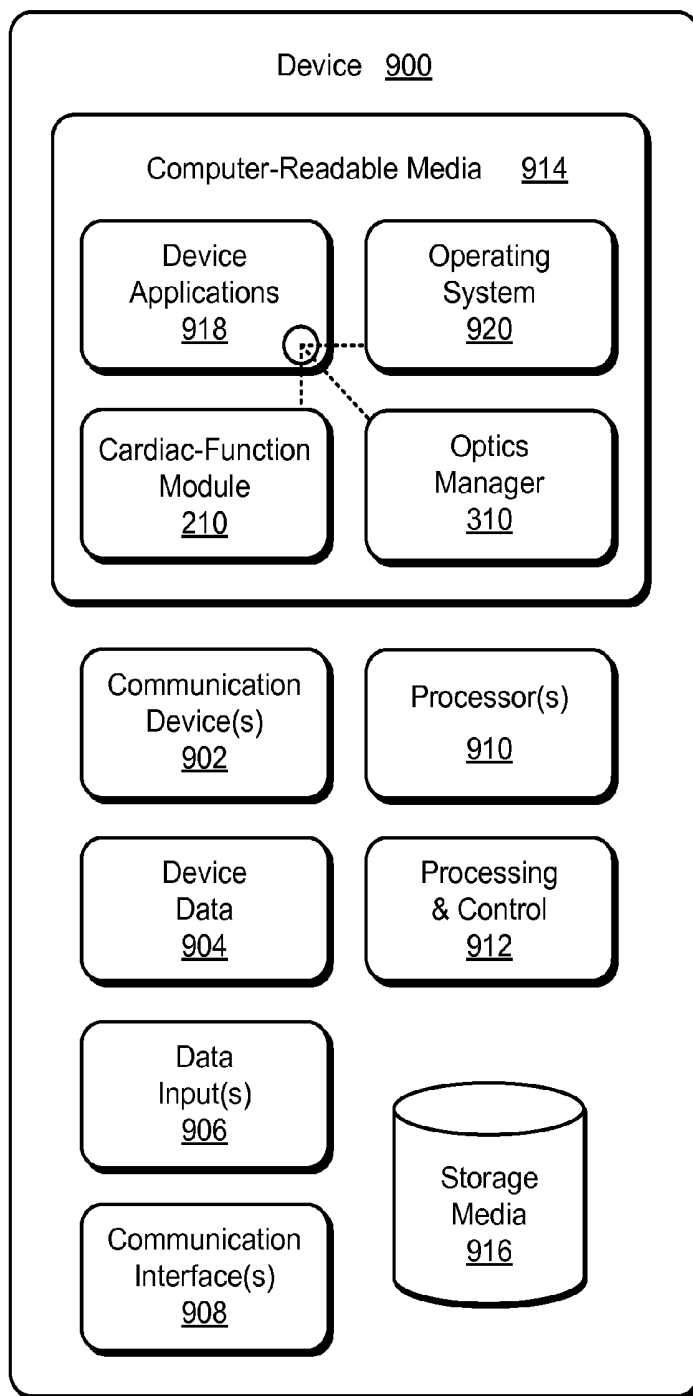 Device 900
Computer-Readable Media 914
Device
Applications
918
Operating
System
920
Cardiac-Function
Module
210
Optics
Manager
310
Communication
Device(s)
902
Processor(s)
910
Device
Data
904
Processing
& Control
912
Data
Input(s)
906
Storage
Media
916
Communication
Interface(s)
908